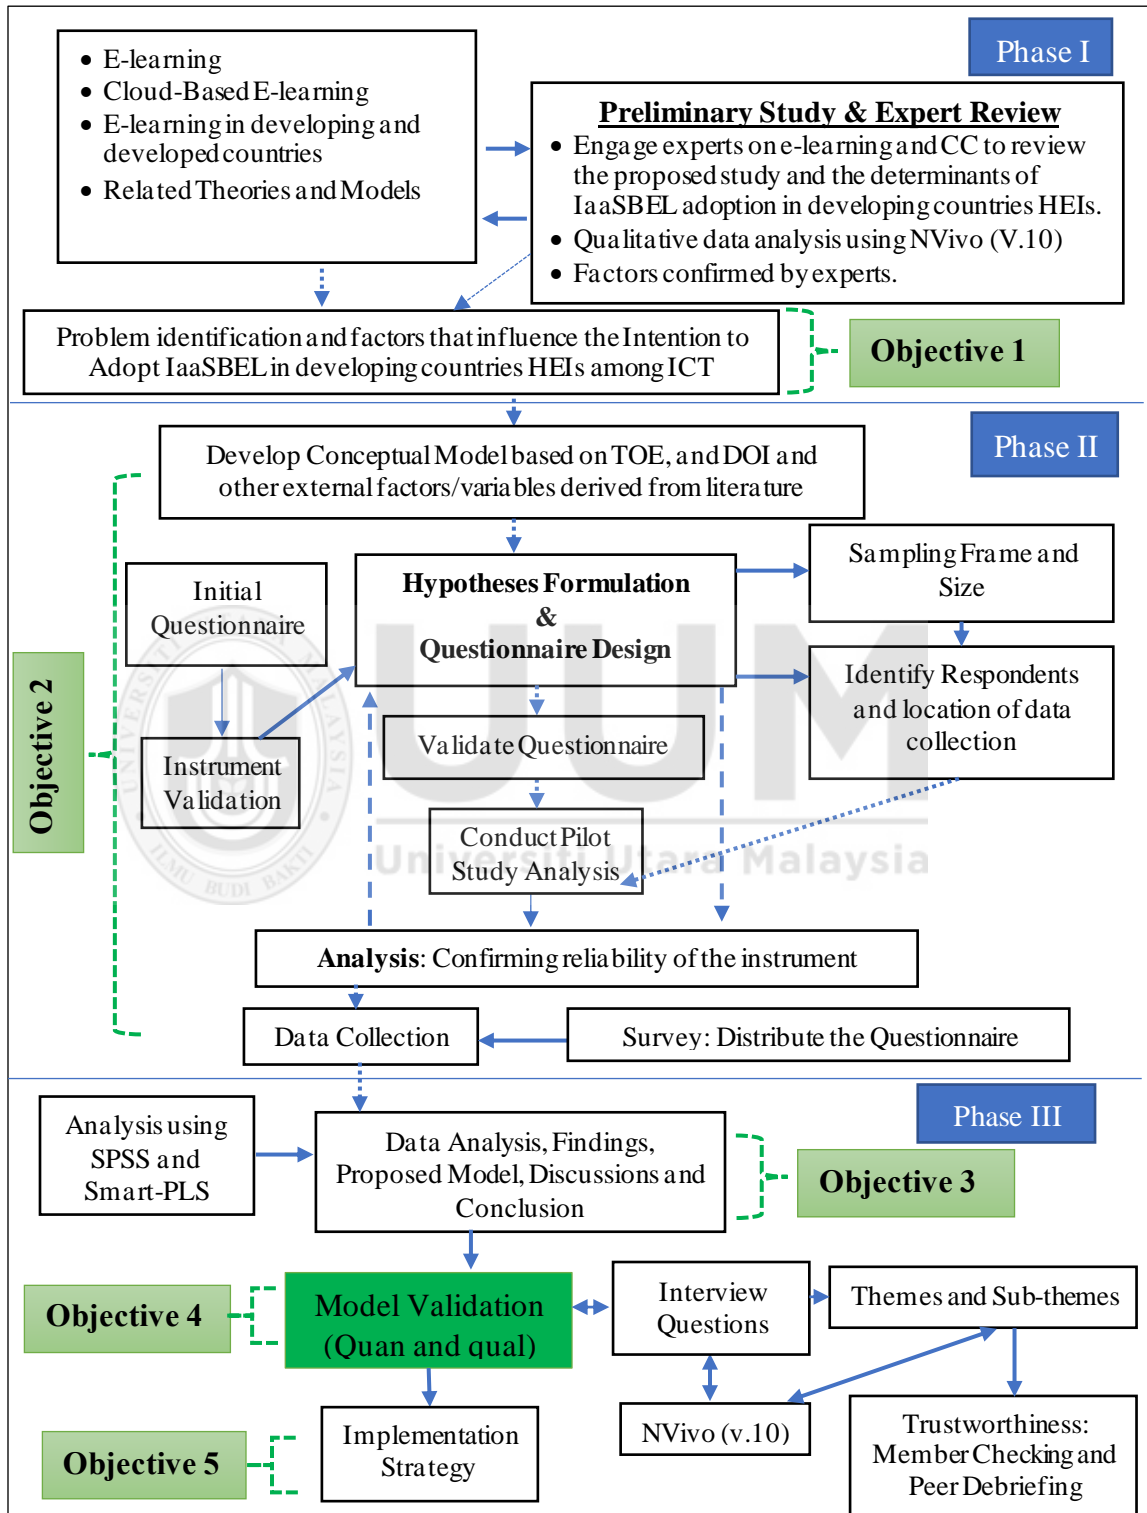 Phase I
• E-learning
• Cloud-Based E-learning
• E-learning in developing and
developed countries
• Related Theories and Models
Preliminary Study & Expert Review
• Engage experts on e-learning and CC to review
the proposed study and the determinants of
IaaSBEL adoption in developing countries HEIs.
• Qualitative data analysis using NVivo (V.10)
• Factors confirmed by experts.
Problem identification and factors that influence the Intention to
Adopt IaaSBEL in developing countries HEIs among ICT
Objective 1
Phase II
Develop Conceptual Model based on TOE, and DOI and
other external factors/variables derived from literature
Objective 2
Initial
Questionnaire
Instrument
Validation
Hypotheses Formulation
&
Questionnaire Design
Sampling Frame and
Size
Identify Respondents
and location of data
collection
Validate Questionnaire
Conduct Pilot
Study Analysis
UNIVERSITI UTARA MALAYSIA
ILMU BUDI BAKTI
UUM
Universiti Utara Malaysia
Analysis: Confirming reliability of the instrument
Data Collection
Survey: Distribute the Questionnaire
Phase III
Analysis using
SPSS and
Smart-PLS
Data Analysis, Findings,
Proposed Model, Discussions and
Conclusion
Objective 3
Objective 4
Model Validation
(Quan and qual)
Interview
Questions
Themes and Sub-themes
NVivo (v.10)
Trustworthiness:
Member Checking and
Peer Debriefing
Objective 5
Implementation
Strategy